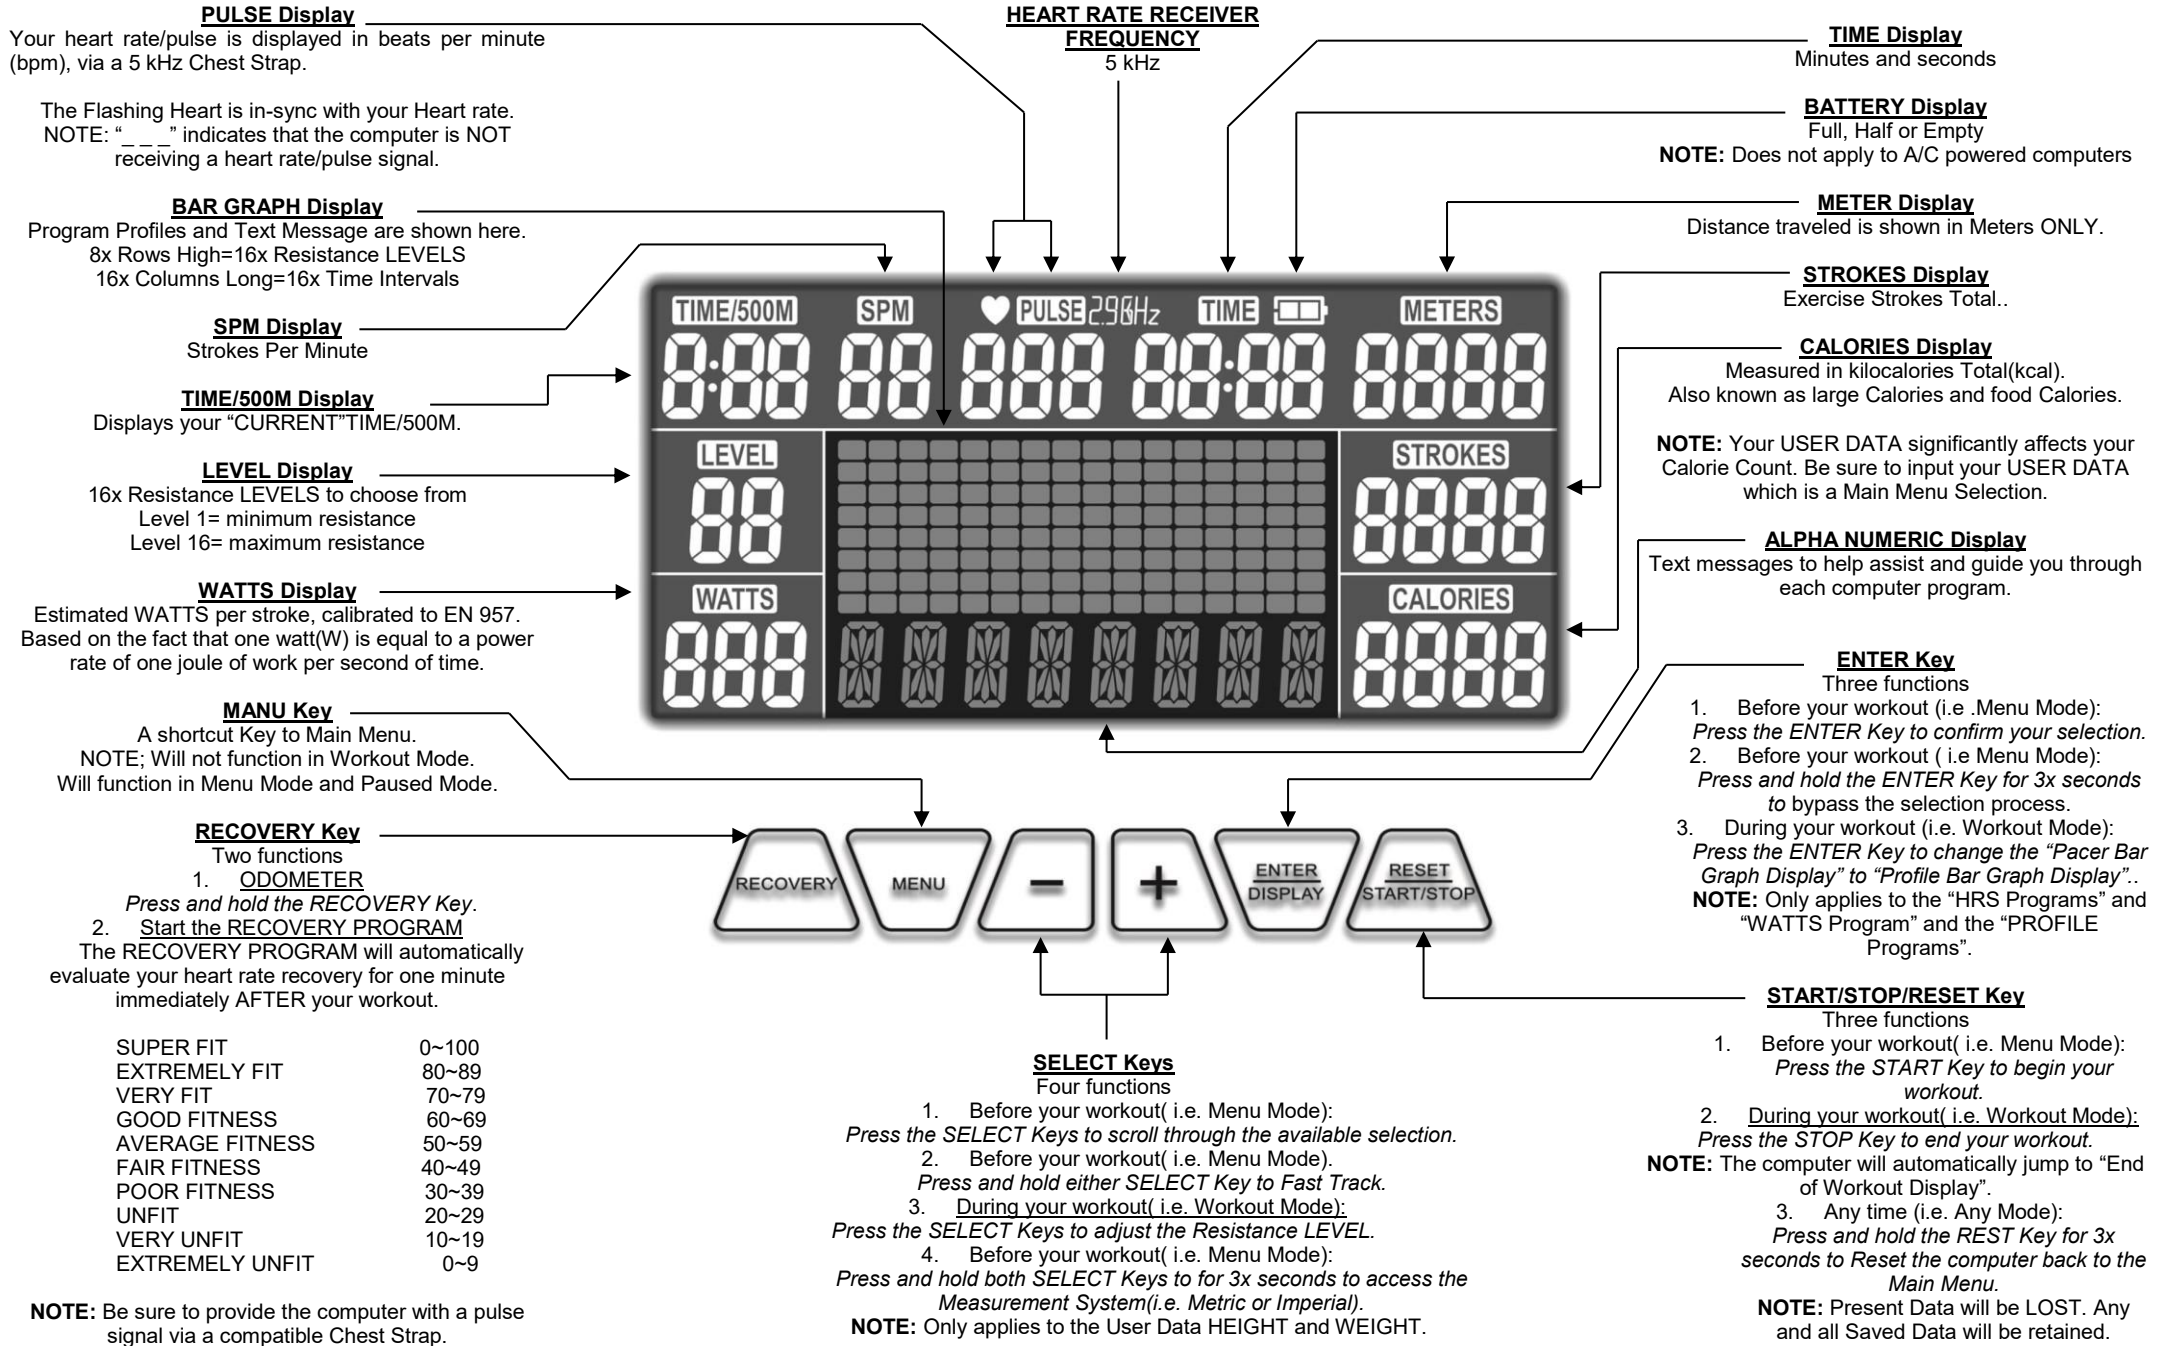 PULSE Display
Your heart rate/pulse is displayed in beats per minute
(bpm), via a 5 kHz Chest Strap.
The Flashing Heart is in-sync with your Heart rate.
NOTE: “_ _ _” indicates that the computer is NOT
receiving a heart rate/pulse signal.
BAR GRAPH Display
Program Profiles and Text Message are shown here.
8x Rows High=16x Resistance LEVELS
16x Columns Long=16x Time Intervals
SPM Display
Strokes Per Minute
TIME/500M Display
Displays your “CURRENT”TIME/500M.
LEVEL Display
16x Resistance LEVELS to choose from
Level 1= minimum resistance
Level 16= maximum resistance
WATTS Display
Estimated WATTS per stroke, calibrated to EN 957.
Based on the fact that one watt(W) is equal to a power
rate of one joule of work per second of time.
MANU Key
A shortcut Key to Main Menu.
NOTE; Will not function in Workout Mode.
Will function in Menu Mode and Paused Mode.
RECOVERY Key
Two functions
1. ODOMETER
Press and hold the RECOVERY Key.
2. Start the RECOVERY PROGRAM
The RECOVERY PROGRAM will automatically
evaluate your heart rate recovery for one minute
immediately AFTER your workout.
SUPER FIT 0~100
EXTREMELY FIT 80~89
VERY FIT 70~79
GOOD FITNESS 60~69
AVERAGE FITNESS 50~59
FAIR FITNESS 40~49
POOR FITNESS 30~39
UNFIT 20~29
VERY UNFIT 10~19
EXTREMELY UNFIT 0~9
NOTE: Be sure to provide the computer with a pulse
signal via a compatible Chest Strap.
HEART RATE RECEIVER
FREQUENCY
5 kHz
TIME/500M SPM PULSE TIME METERS
8:88 88 888 88:88 8888
LEVEL
88
STROKES
8888
WATTS
888
CALORIES
8888
RECOVERY
MENU
−
+
ENTER
DISPLAY
RESET
START/STOP
SELECT Keys
Four functions
1. Before your workout( i.e. Menu Mode):
Press the SELECT Keys to scroll through the available selection.
2. Before your workout( i.e. Menu Mode).
Press and hold either SELECT Key to Fast Track.
3. During your workout( i.e. Workout Mode):
Press the SELECT Keys to adjust the Resistance LEVEL.
4. Before your workout( i.e. Menu Mode):
Press and hold both SELECT Keys to for 3x seconds to access the
Measurement System(i.e. Metric or Imperial).
NOTE: Only applies to the User Data HEIGHT and WEIGHT.
TIME Display
Minutes and seconds
BATTERY Display
Full, Half or Empty
NOTE: Does not apply to A/C powered computers
METER Display
Distance traveled is shown in Meters ONLY.
STROKES Display
Exercise Strokes Total..
CALORIES Display
Measured in kilocalories Total(kcal).
Also known as large Calories and food Calories.
NOTE: Your USER DATA significantly affects your
Calorie Count. Be sure to input your USER DATA
which is a Main Menu Selection.
ALPHA NUMERIC Display
Text messages to help assist and guide you through
each computer program.
ENTER Key
Three functions
1. Before your workout (i.e .Menu Mode):
Press the ENTER Key to confirm your selection.
2. Before your workout ( i.e Menu Mode):
Press and hold the ENTER Key for 3x seconds
to bypass the selection process.
3. During your workout (i.e. Workout Mode):
Press the ENTER Key to change the “Pacer Bar
Graph Display” to “Profile Bar Graph Display”..
NOTE: Only applies to the “HRS Programs” and
“WATTS Program” and the “PROFILE
Programs”.
START/STOP/RESET Key
Three functions
1. Before your workout( i.e. Menu Mode):
Press the START Key to begin your
workout.
2. During your workout( i.e. Workout Mode):
Press the STOP Key to end your workout.
NOTE: The computer will automatically jump to “End
of Workout Display”.
3. Any time (i.e. Any Mode):
Press and hold the REST Key for 3x
seconds to Reset the computer back to the
Main Menu.
NOTE: Present Data will be LOST. Any
and all Saved Data will be retained.